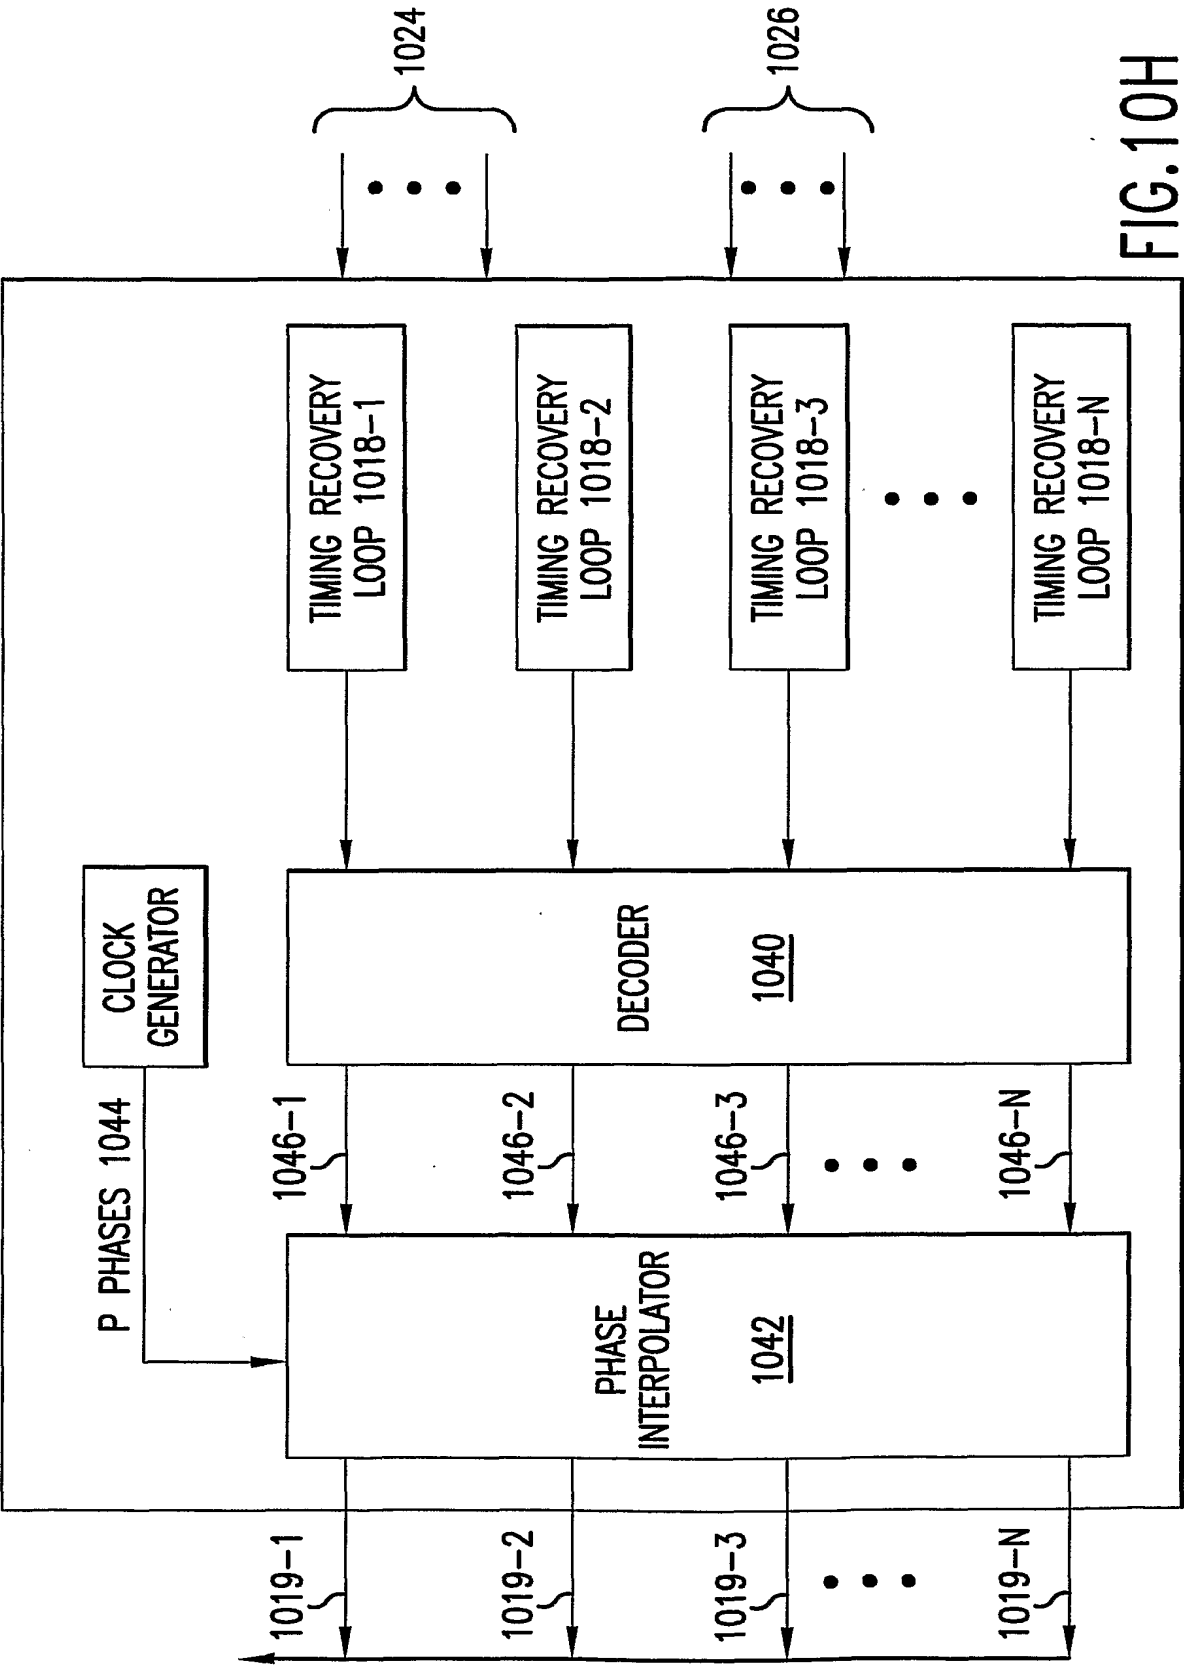 1024
1026
TIMING RECOVERY
LOOP 1018-1
TIMING RECOVERY
LOOP 1018-2
TIMING RECOVERY
LOOP 1018-3
TIMING RECOVERY
LOOP 1018-N
CLOCK
GENERATOR
P PHASES 1044
DECODER
1040
1046-1
1046-2
1046-3
1046-N
PHASE
INTERPOLATOR
1042
1019-1
1019-2
1019-3
1019-N
FIG.10H